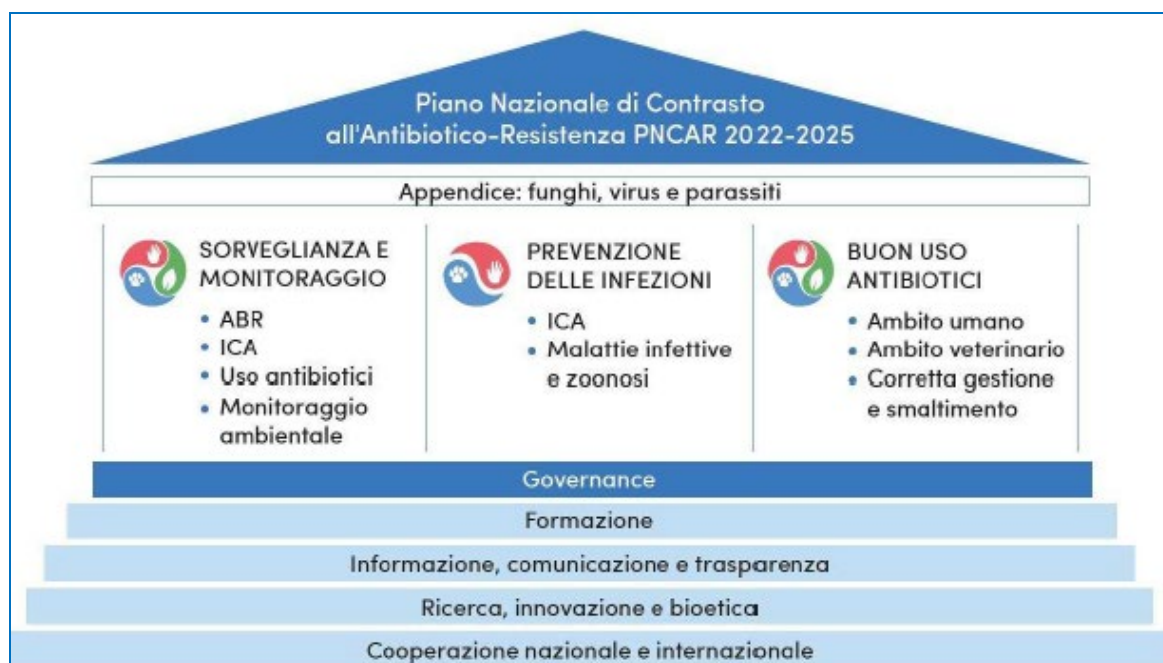 Piano Nazionale di Contrasto
all'Antibiotico-Resistenza PNCAR 2022-2025
Appendice: funghi, virus e parassiti
SORVEGLIANZA E
MONITORAGGIO
• ABR
• ICA
• Uso antibiotici
• Monitoraggio
ambientale
PREVENZIONE
DELLE INFEZIONI
• ICA
• Malattie infettive
e zoonosi
BUON USO
ANTIBIOTICI
• Ambito umano
• Ambito veterinario
• Corretta gestione
e smaltimento
Governance
Formazione
Informazione, comunicazione e trasparenza
Ricerca, innovazione e bioetica
Cooperazione nazionale e internazionale